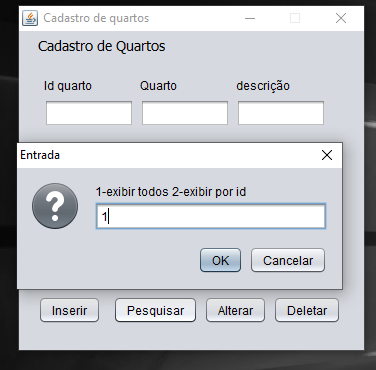 Cadastro de quartos
Cadastro de Quartos
Id quarto Quarto descrição
Entrada
1-exibir todos 2-exibir por id
1
OK Cancelar
Inserir Pesquisar Alterar Deletar